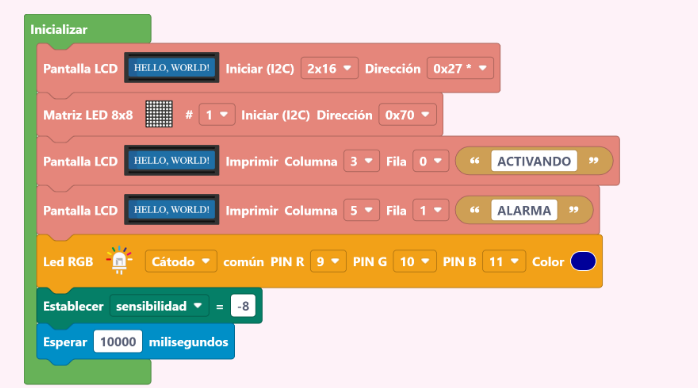 Inicializar
Pantalla LCD HELLO, WORLD! Iniciar (I2C) 2x16 Dirección 0x27 *
Matriz LED 8x8 # 1 Iniciar (I2C) Dirección 0x70
Pantalla LCD HELLO, WORLD! Imprimir Columna 3 Fila 0 “ ACTIVANDO ”
Pantalla LCD HELLO, WORLD! Imprimir Columna 5 Fila 1 “ ALARMA ”
Led RGB Cátodo común PIN R 9 PIN G 10 PIN B 11 Color
Establecer sensibilidad = -8
Esperar 10000 milisegundos